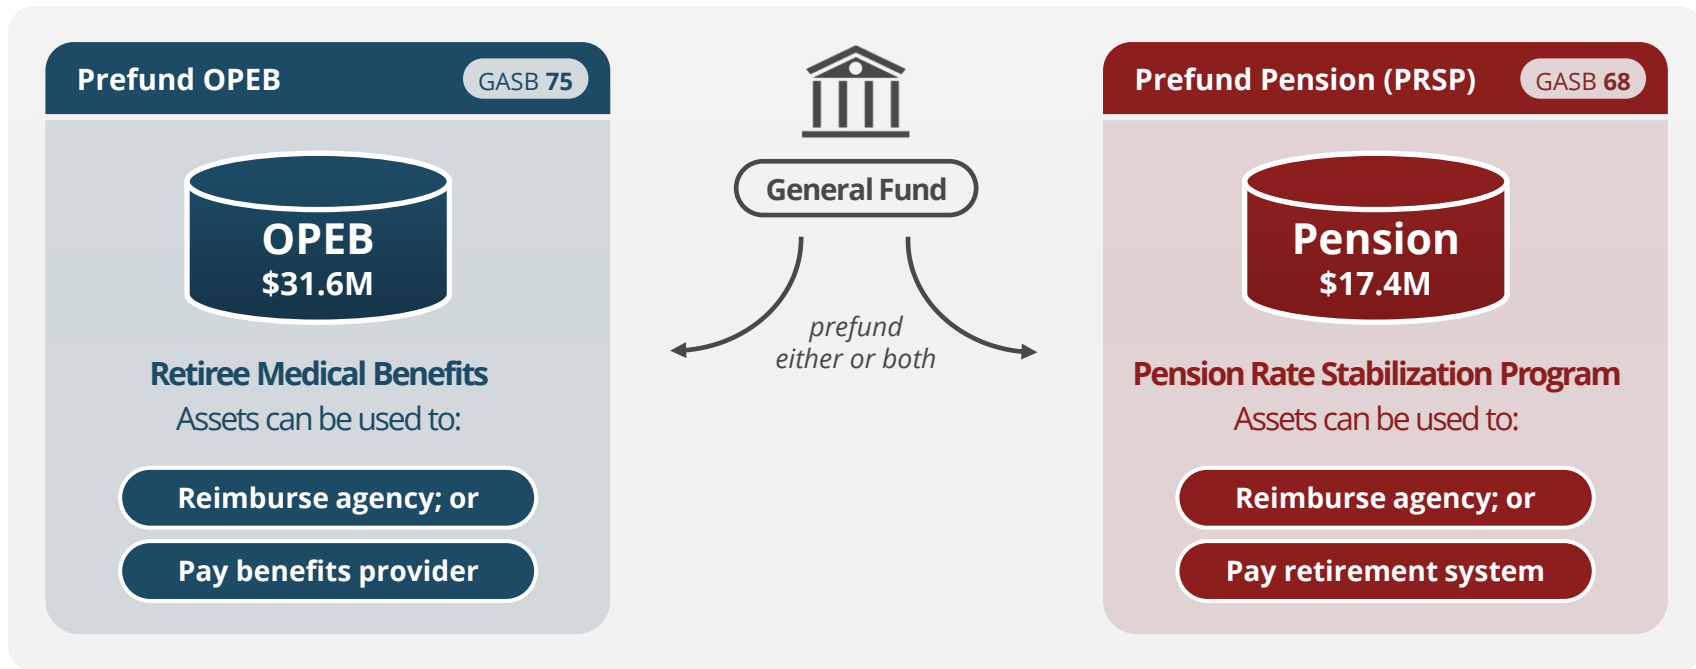 Prefund OPEB
GASB 75
OPEB
$31.6M
Retiree Medical Benefits
Assets can be used to:
Reimburse agency; or
Pay benefits provider
General Fund
prefund
either or both
Prefund Pension (PRSP)
GASB 68
Pension
$17.4M
Pension Rate Stabilization Program
Assets can be used to:
Reimburse agency; or
Pay retirement system